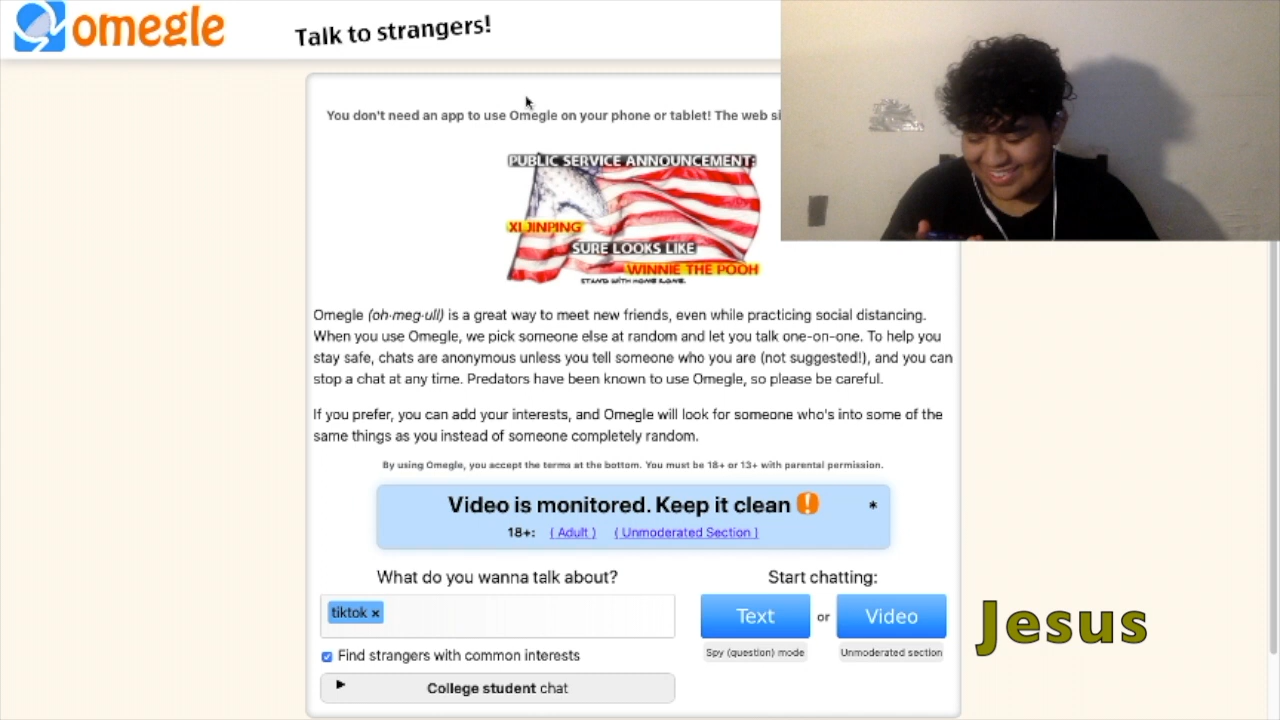 omegle
Talk to strangers!
You don't need an app to use Omegle on your phone or tablet! The web si
PUBLIC SERVICE ANNOUNCEMENT:
XI JINPING
SURE LOOKS LIKE
WINNIE THE POOH
STAND WITH HONG KONG.
Omegle (oh·meg·ull) is a great way to meet new friends, even while practicing social distancing.
When you use Omegle, we pick someone else at random and let you talk one-on-one. To help you
stay safe, chats are anonymous unless you tell someone who you are (not suggested!), and you can
stop a chat at any time. Predators have been known to use Omegle, so please be careful.
If you prefer, you can add your interests, and Omegle will look for someone who's into some of the
same things as you instead of someone completely random.
By using Omegle, you accept the terms at the bottom. You must be 18+ or 13+ with parental permission.
Video is monitored. Keep it clean ! *
18+: ( Adult ) ( Unmoderated Section )
What do you wanna talk about? Start chatting:
tiktok × Text or Video
Spy (question) mode Unmoderated section
Find strangers with common interests
College student chat
Jesus